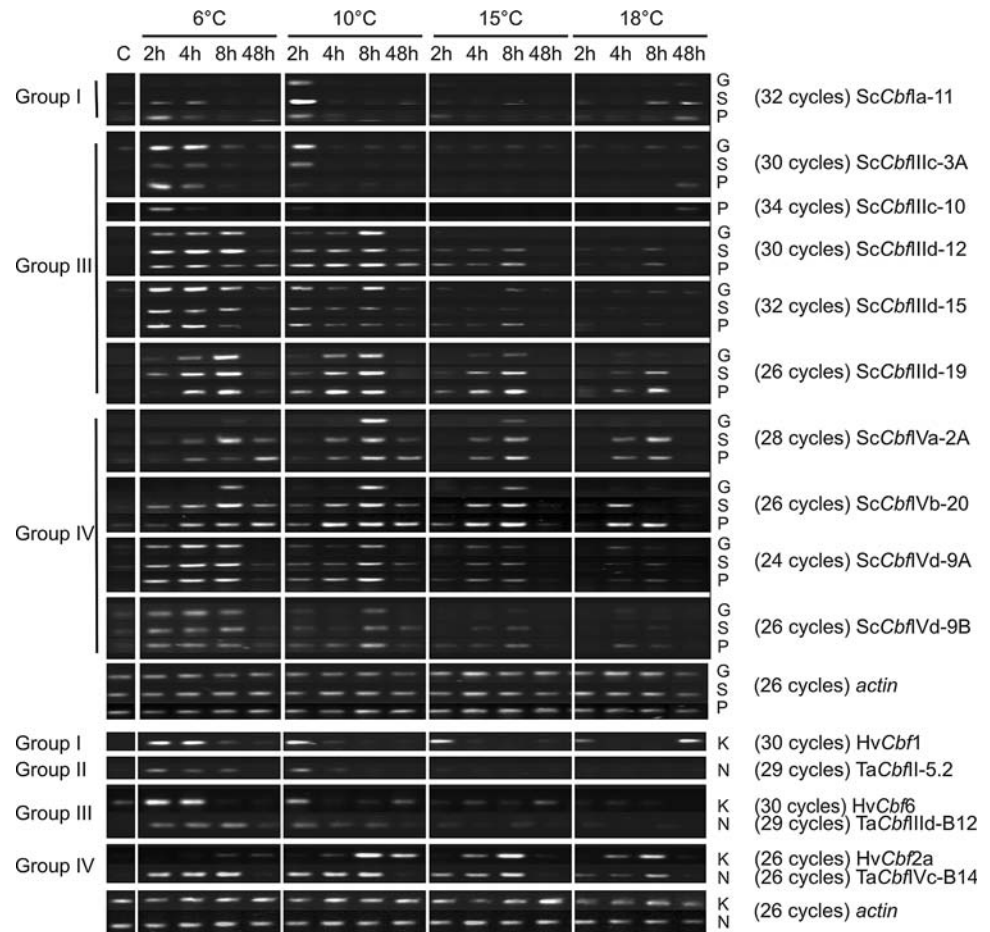 6°C 10°C 15°C 18°C
C 2h 4h 8h 48h 2h 4h 8h 48h 2h 4h 8h 48h 2h 4h 8h 48h
Group I
G
S
P
(32 cycles) ScCbfIa-11
Group III
G
S
P
(30 cycles) ScCbfIIIc-3A
P
(34 cycles) ScCbfIIIc-10
G
S
P
(30 cycles) ScCbfIIId-12
G
S
P
(32 cycles) ScCbfIIId-15
G
S
P
(26 cycles) ScCbfIIId-19
Group IV
G
S
P
(28 cycles) ScCbfIVa-2A
G
S
P
(26 cycles) ScCbfIVb-20
G
S
P
(24 cycles) ScCbfIVd-9A
G
S
P
(26 cycles) ScCbfIVd-9B
G
S
P
(26 cycles) actin
Group I K (30 cycles) HvCbf1
Group II N (29 cycles) TaCbfII-5.2
Group III
K (30 cycles) HvCbf6
N (29 cycles) TaCbfIIId-B12
Group IV
K (26 cycles) HvCbf2a
N (26 cycles) TaCbfIVc-B14
K
N
(26 cycles) actin